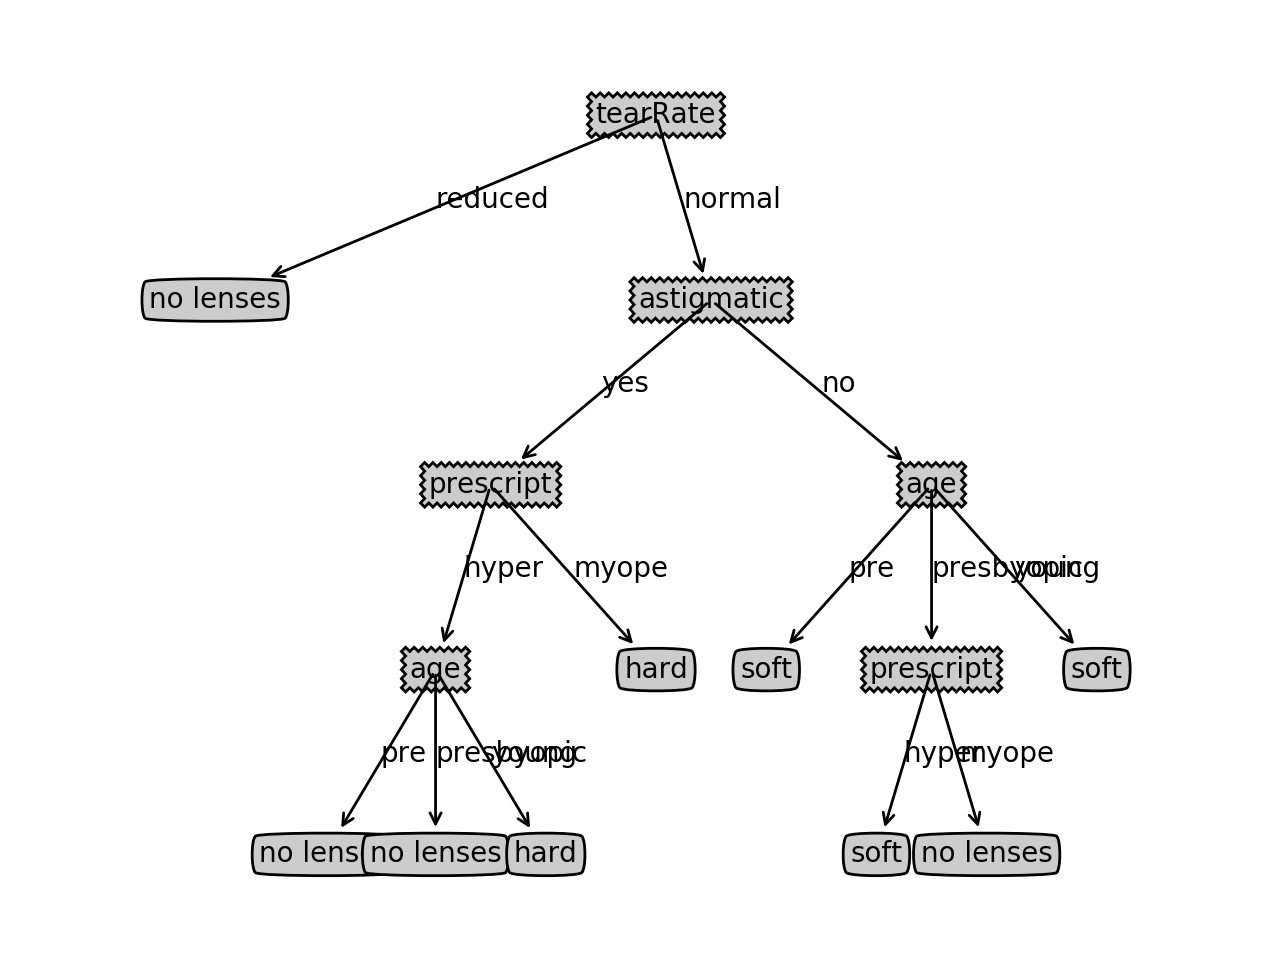 tearRate
reduced normal
no lenses astigmatic
yes no
prescript age
hyper myope pre presbyopic young
age hard soft prescript soft
pre presbyopic young hyper myope
no lens no lenses hard soft no lenses